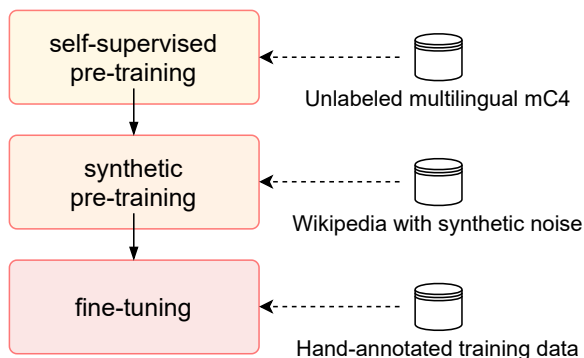 self-supervised
pre-training
Unlabeled multilingual mC4
synthetic
pre-training
Wikipedia with synthetic noise
fine-tuning
Hand-annotated training data